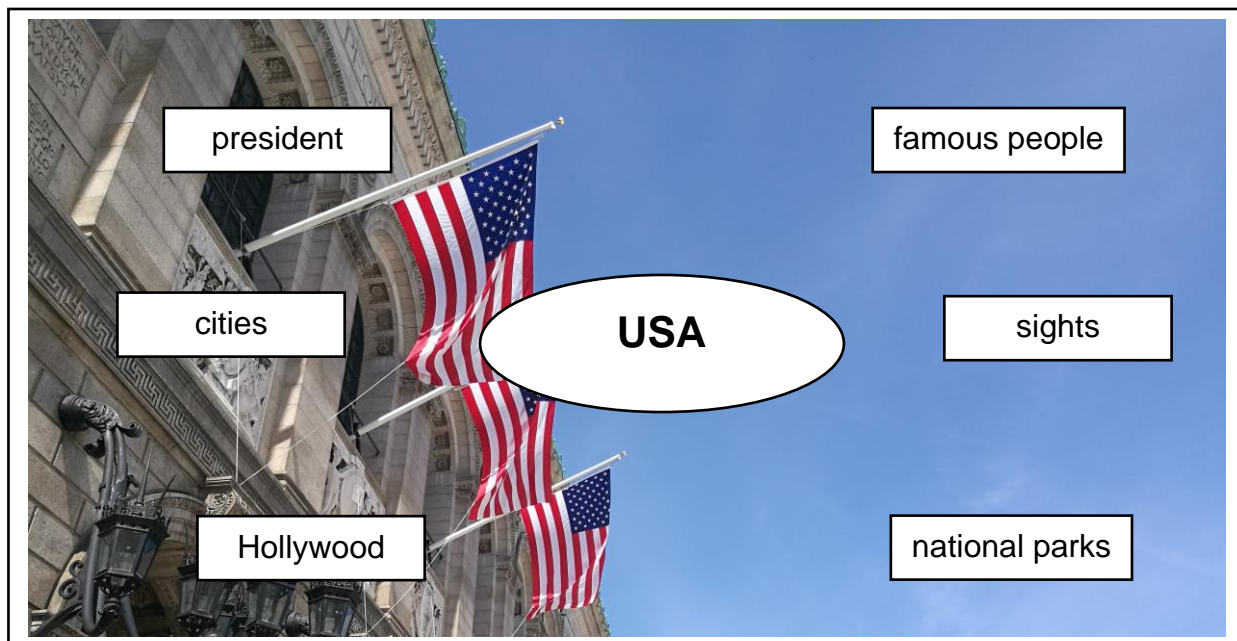 president
famous people
cities
USA
sights
Hollywood
national parks